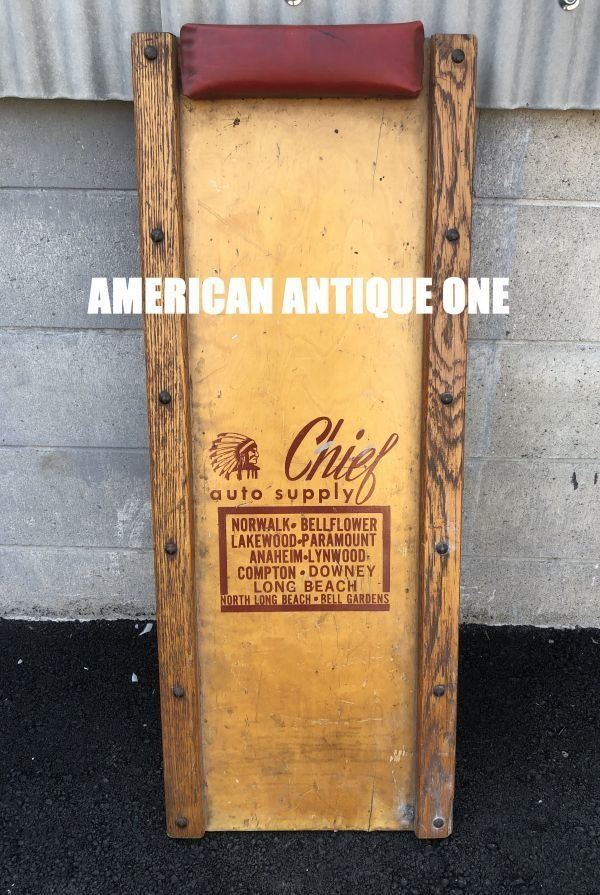 AMERICAN ANTIQUE ONE
Chief
auto supply
NORWALK • BELLFLOWER
LAKEWOOD • PARAMOUNT
ANAHEIM • LYNWOOD
COMPTON • DOWNEY
LONG BEACH
NORTH LONG BEACH • BELL GARDENS